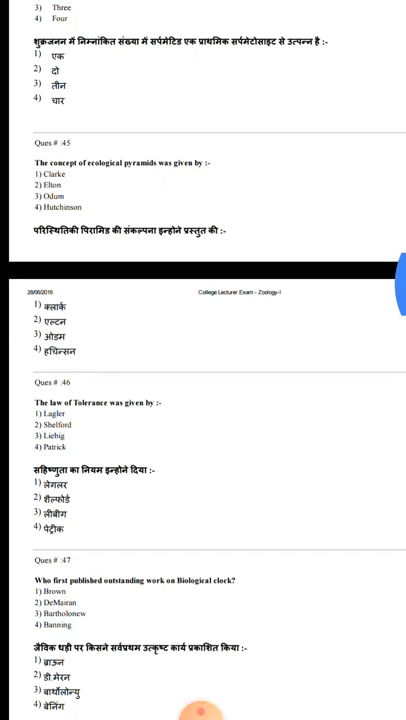 3) Three
4) Four
शुक्रजनन में निम्नांकित संख्या में सर्पमेटिड एक प्राथमिक सर्पमेटोसाइट से उत्पन्न है :-
1) एक
2) दो
3) तीन
4) चार
Ques # :45
The concept of ecological pyramids was given by :-
1) Clarke
2) Elton
3) Odum
4) Hutchinson
परिस्थितिकी पिरामिड की संकल्पना इन्होने प्रस्तुत की :-
28/06/2016 College Lecturer Exam - Zoology-I
1) क्लार्क
2) एल्टन
3) ओडम
4) हचिन्सन
Ques # :46
The law of Tolerance was given by :-
1) Lagler
2) Shelford
3) Liebig
4) Patrick
सहिष्णुता का नियम इन्होने दिया :-
1) लेगलर
2) शैल्फोर्ड
3) लीबीग
4) पेट्रीक
Ques # :47
Who first published outstanding work on Biological clock?
1) Brown
2) DeMairan
3) Bartholonew
4) Banning
जैविक धड़ी पर किसने सर्वप्रथम उत्कृष्ट कार्य प्रकाशित किया :-
1) ब्राऊन
2) डी.मेरन
3) बार्थोलोन्यु
4) बेनिंग